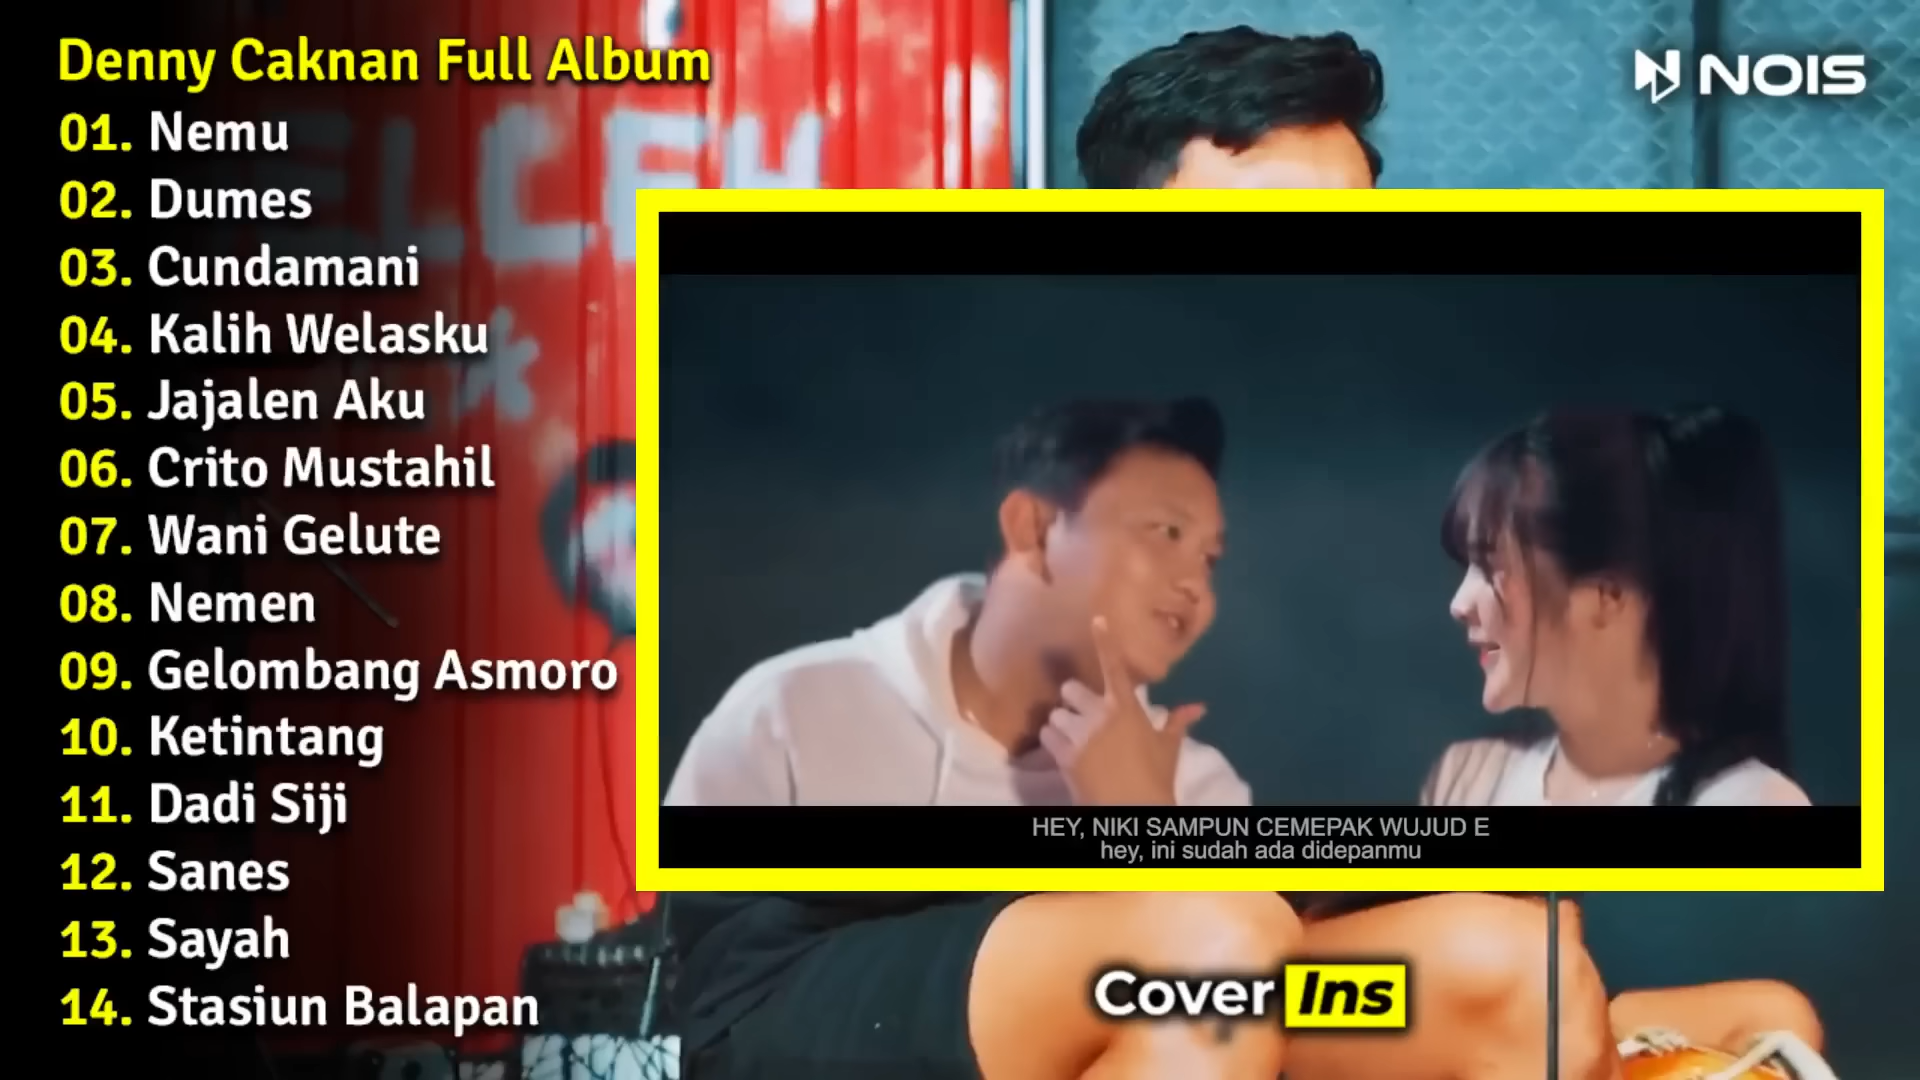 Denny Caknan Full Album
01. Nemu
02. Dumes
03. Cundamani
04. Kalih Welasku
05. Jajalen Aku
06. Crito Mustahil
07. Wani Gelute
08. Nemen
09. Gelombang Asmoro
10. Ketintang
11. Dadi Siji
12. Sanes
13. Sayah
14. Stasiun Balapan
NOIS
HEY, NIKI SAMPUN CEMEPAK WUJUD E
hey, ini sudah ada didepanmu
Cover Ins